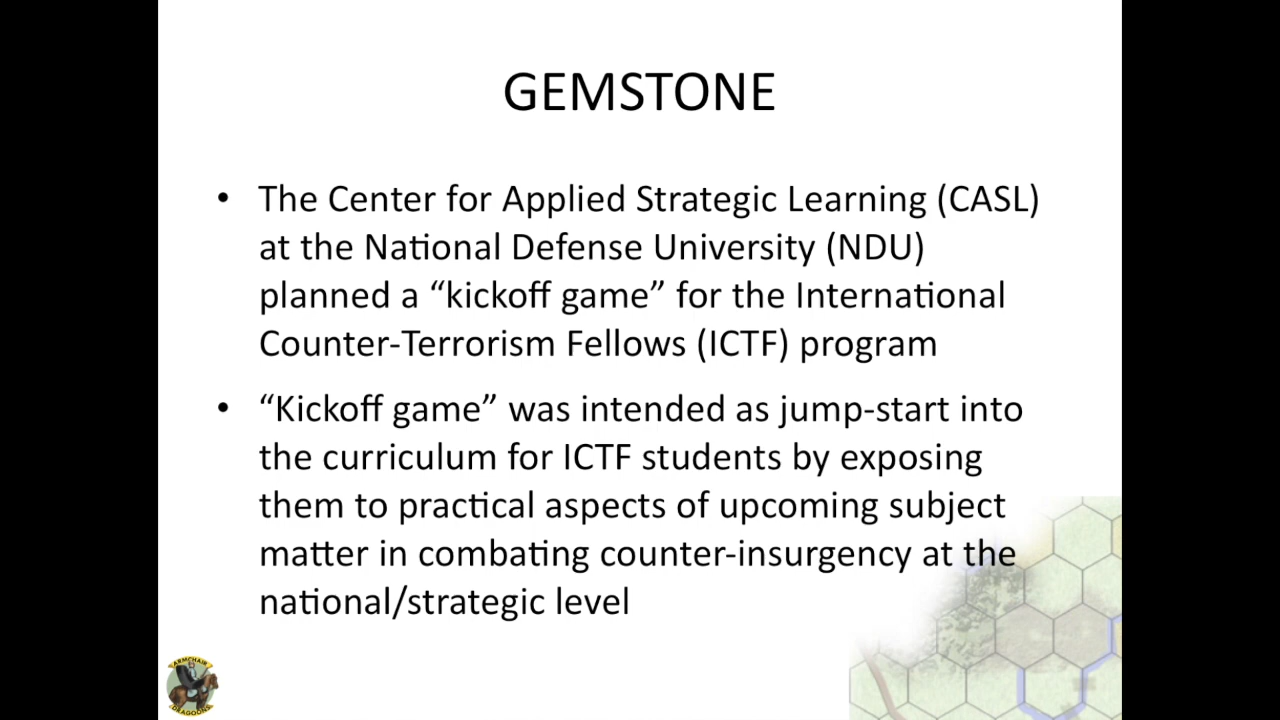 GEMSTONE
• The Center for Applied Strategic Learning (CASL)
at the National Defense University (NDU)
planned a “kickoff game” for the International
Counter-Terrorism Fellows (ICTF) program
• “Kickoff game” was intended as jump-start into
the curriculum for ICTF students by exposing
them to practical aspects of upcoming subject
matter in combating counter-insurgency at the
national/strategic level
ARMCHAIR
DRAGOONS